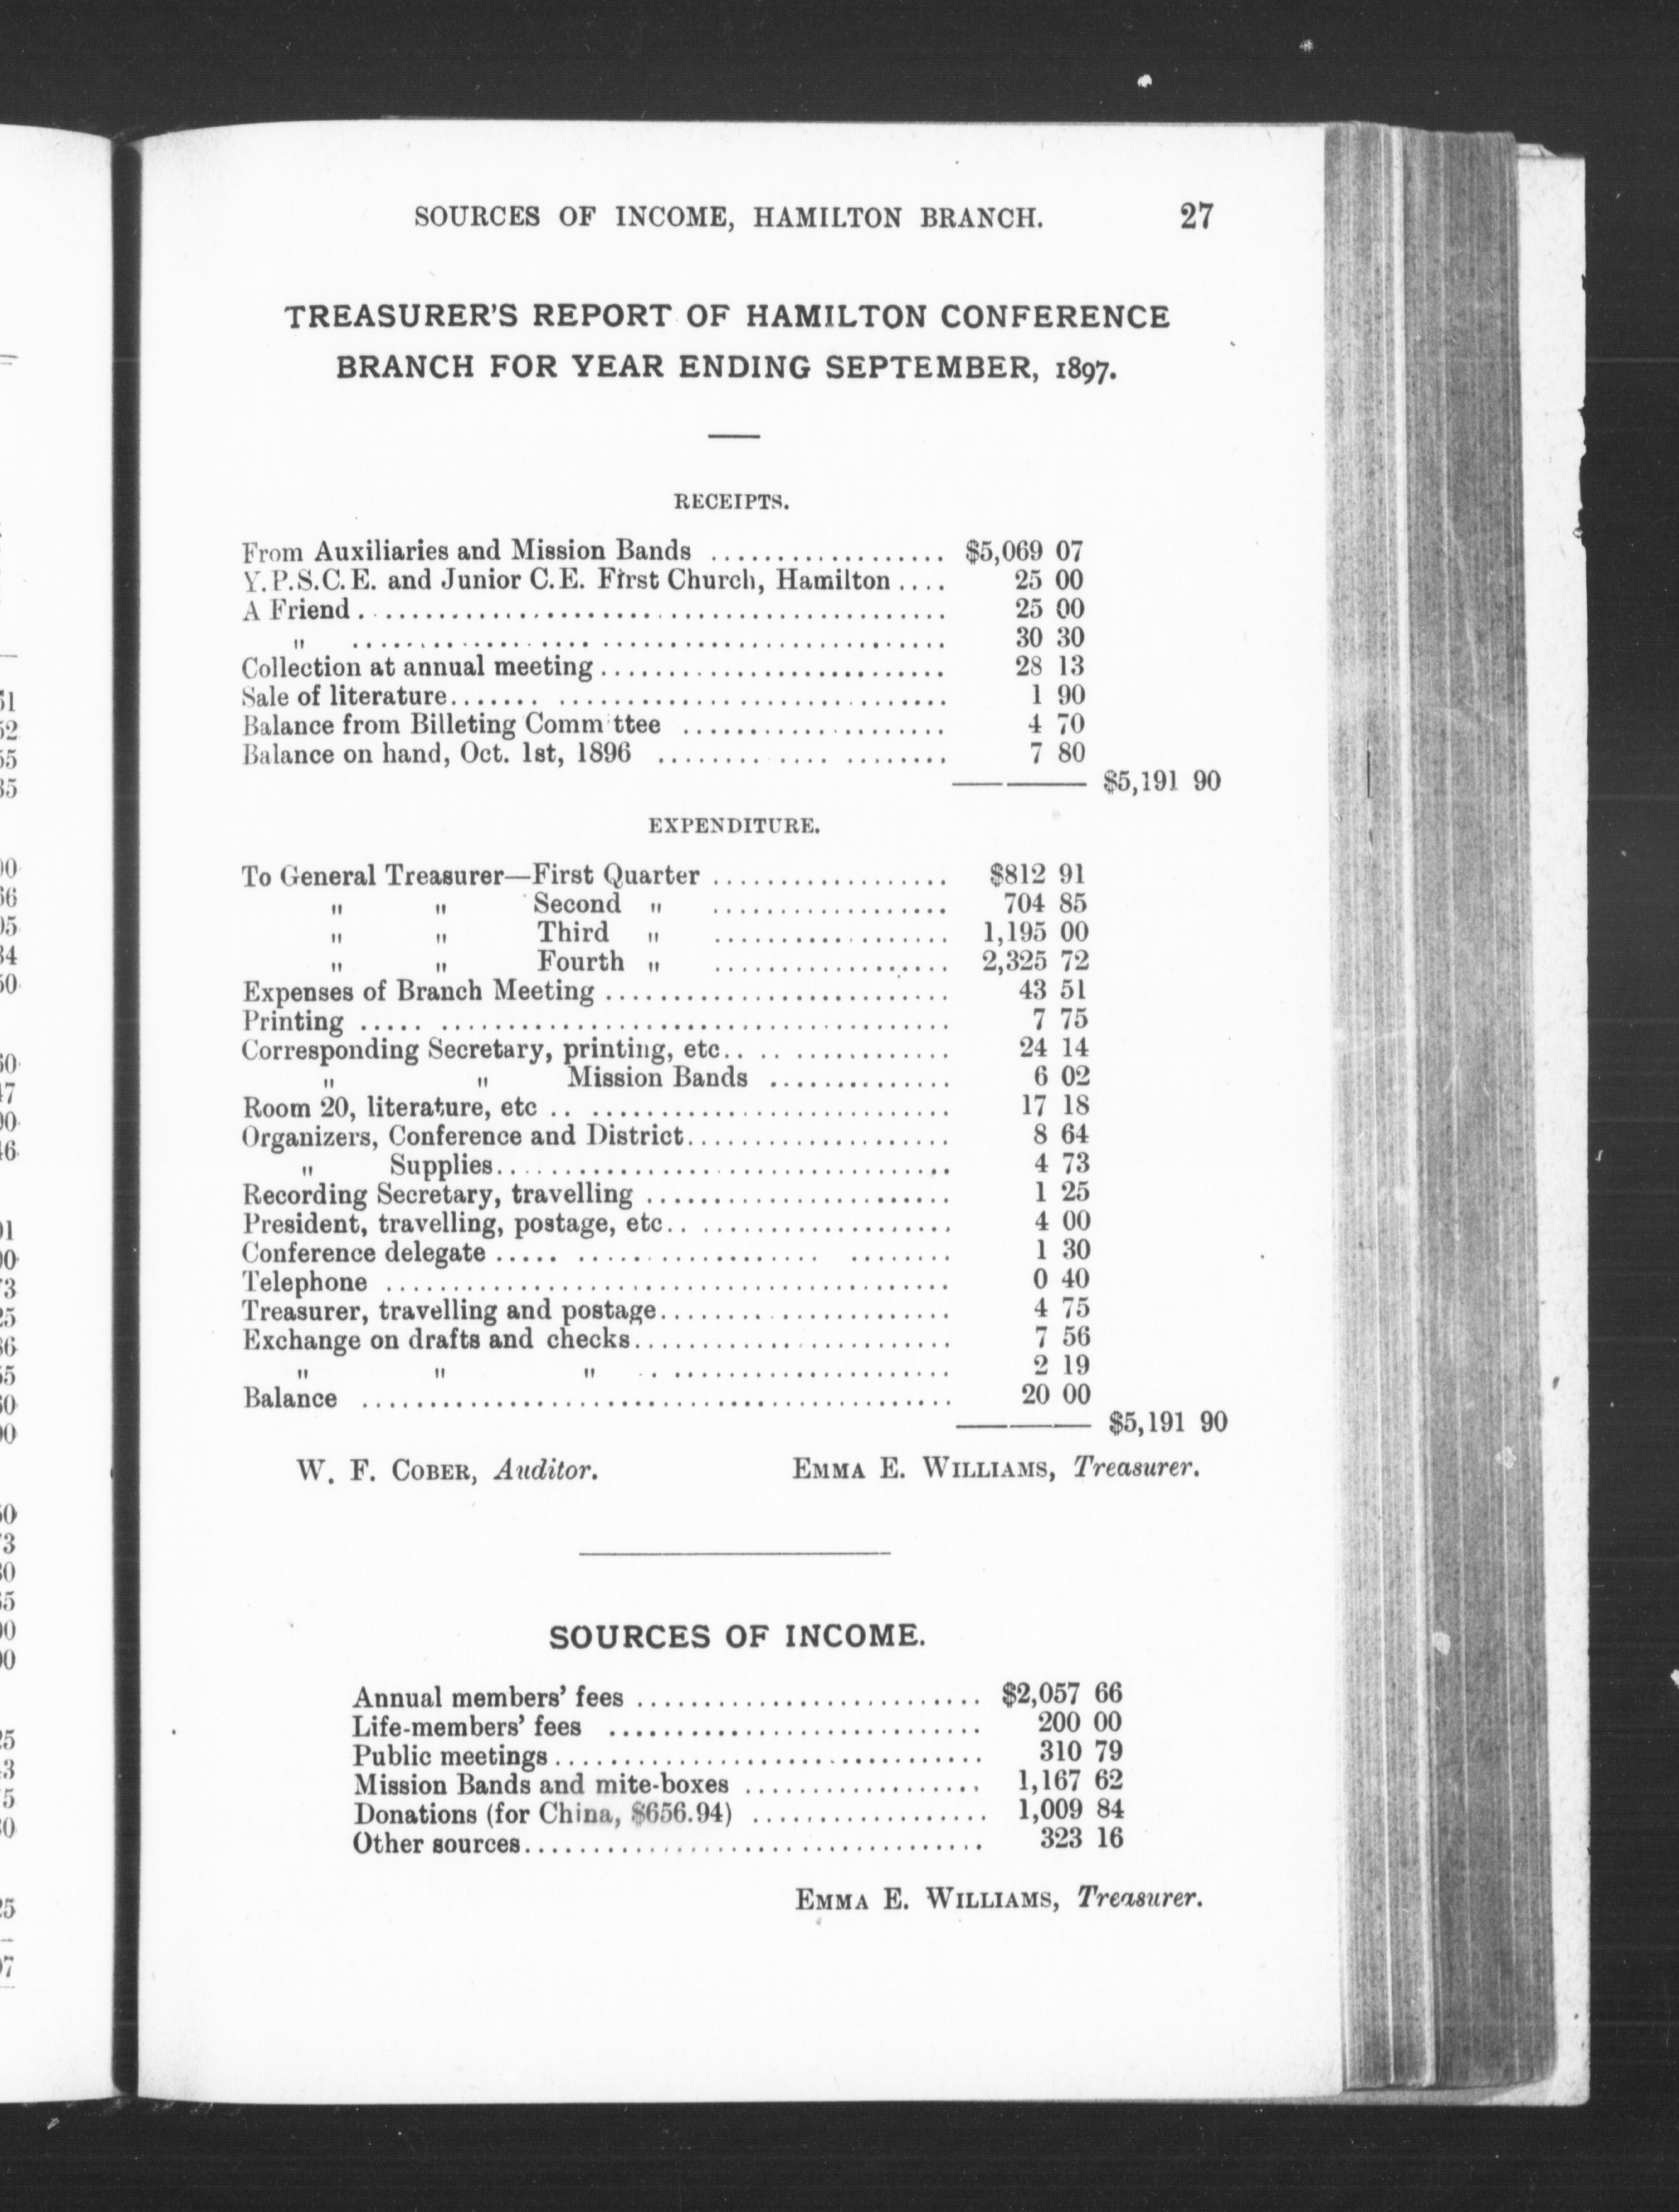 SOURCES OF INCOME, HAMILTON BRANCH. 27
TREASURER'S REPORT OF HAMILTON CONFERENCE
BRANCH FOR YEAR ENDING SEPTEMBER, 1897.
RECEIPTS.
From Auxiliaries and Mission Bands .................. $5,069 07
Y.P.S.C.E. and Junior C.E. First Church, Hamilton .... 25 00
A Friend ............................................ 25 00
" ............................................ 30 30
Collection at annual meeting .......................... 28 13
Sale of literature....... ............................. 1 90
Balance from Billeting Comm ttee .................... 4 70
Balance on hand, Oct. 1st, 1896 ........ .... ........ 7 80
$5,191 90
EXPENDITURE.
To General Treasurer—First Quarter .................. $812 91
" " Second " .................. 704 85
" " Third " .................. 1,195 00
" " Fourth " .................. 2,325 72
Expenses of Branch Meeting .......................... 43 51
Printing ..... ...................................... 7 75
Corresponding Secretary, printing, etc.. .. ............ 24 14
" " Mission Bands .............. 6 02
Room 20, literature, etc .. ........................... 17 18
Organizers, Conference and District.................... 8 64
" Supplies.................................. 4 73
Recording Secretary, travelling ....................... 1 25
President, travelling, postage, etc.. ................... 4 00
Conference delegate ..... .................. ........ 1 30
Telephone .......................................... 0 40
Treasurer, travelling and postage...................... 4 75
Exchange on drafts and checks........................ 7 56
" " " . ..................... 2 19
Balance ............................................ 20 00
$5,191 90
W. F. COBER, Auditor. EMMA E. WILLIAMS, Treasurer.
SOURCES OF INCOME.
Annual members' fees .......................... $2,057 66
Life-members' fees ............................ 200 00
Public meetings ................................ 310 79
Mission Bands and mite-boxes .................. 1,167 62
Donations (for China, $656.94) .................. 1,009 84
Other sources.................................. 323 16
EMMA E. WILLIAMS, Treasurer.